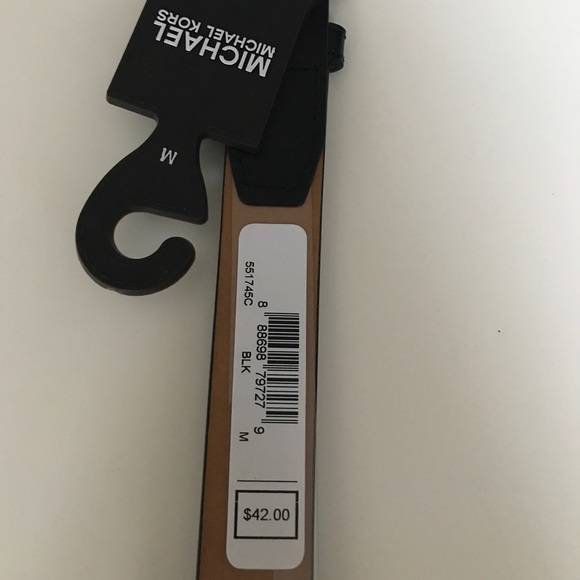 MICHAEL
MICHAEL KORS
M
551745C
8 88698 79727 9
BLK
M
$42.00